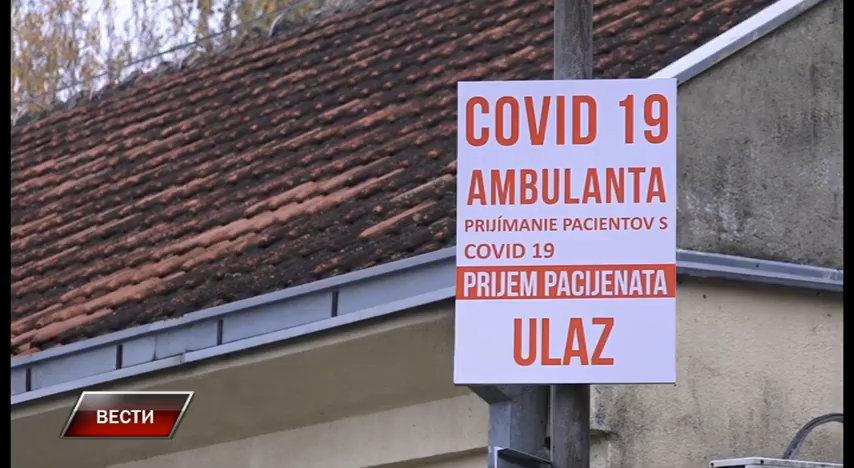 COVID 19
AMBULANTA
PRIJÍMANIE PACIENTOV S
COVID 19
PRIJEM PACIJENATA
ULAZ
ВЕСТИ